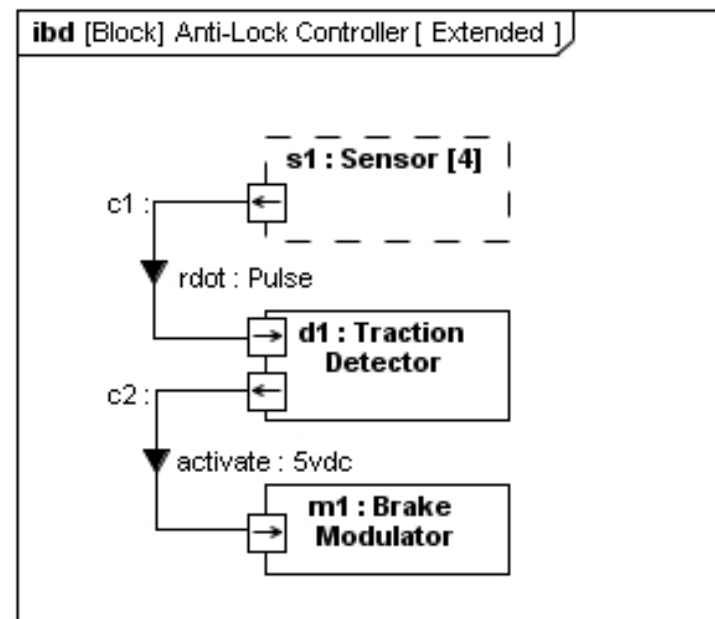 ibd [Block] Anti-Lock Controller [ Extended ]
s1 : Sensor [4]
c1 :
rdot : Pulse
d1 : Traction
Detector
c2 :
activate : 5vdc
m1 : Brake
Modulator